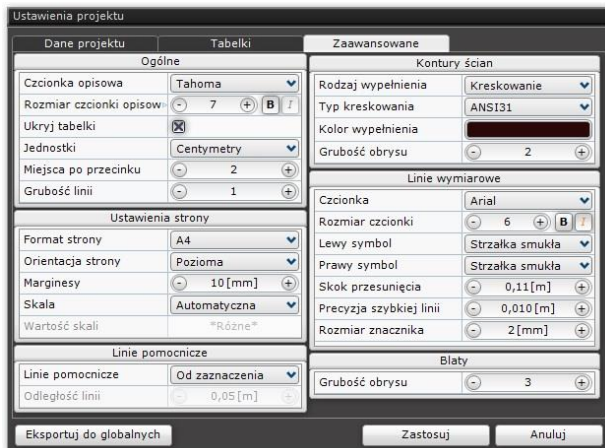 Ustawienia projektu
Dane projektu
Tabelki
Zaawansowane
Ogólne
Czcionka opisowa
Tahoma
Rozmiar czcionki opisow
- 7 + B I
Ukryj tabelki
Jednostki
Centymetry
Miejsca po przecinku
- 2 +
Grubość linii
- 1 +
Ustawienia strony
Format strony
A4
Orientacja strony
Pozioma
Marginesy
- 10[mm] +
Skala
Automatyczna
Wartość skali
*Różne*
Linie pomocnicze
Linie pomocnicze
Od zaznaczenia
Odległość linii
- 0,05[m] +
Kontury ścian
Rodzaj wypełnienia
Kreskowanie
Typ kreskowania
ANSI31
Kolor wypełnienia
Grubość obrysu
- 2 +
Linie wymiarowe
Czcionka
Arial
Rozmiar czcionki
- 6 + B I
Lewy symbol
Strzałka smukła
Prawy symbol
Strzałka smukła
Skok przesunięcia
- 0,11[m] +
Precyzja szybkiej linii
- 0,010[m] +
Rozmiar znacznika
- 2[mm] +
Blaty
Grubość obrysu
- 3 +
Eksportuj do globalnych
Zastosuj
Anuluj